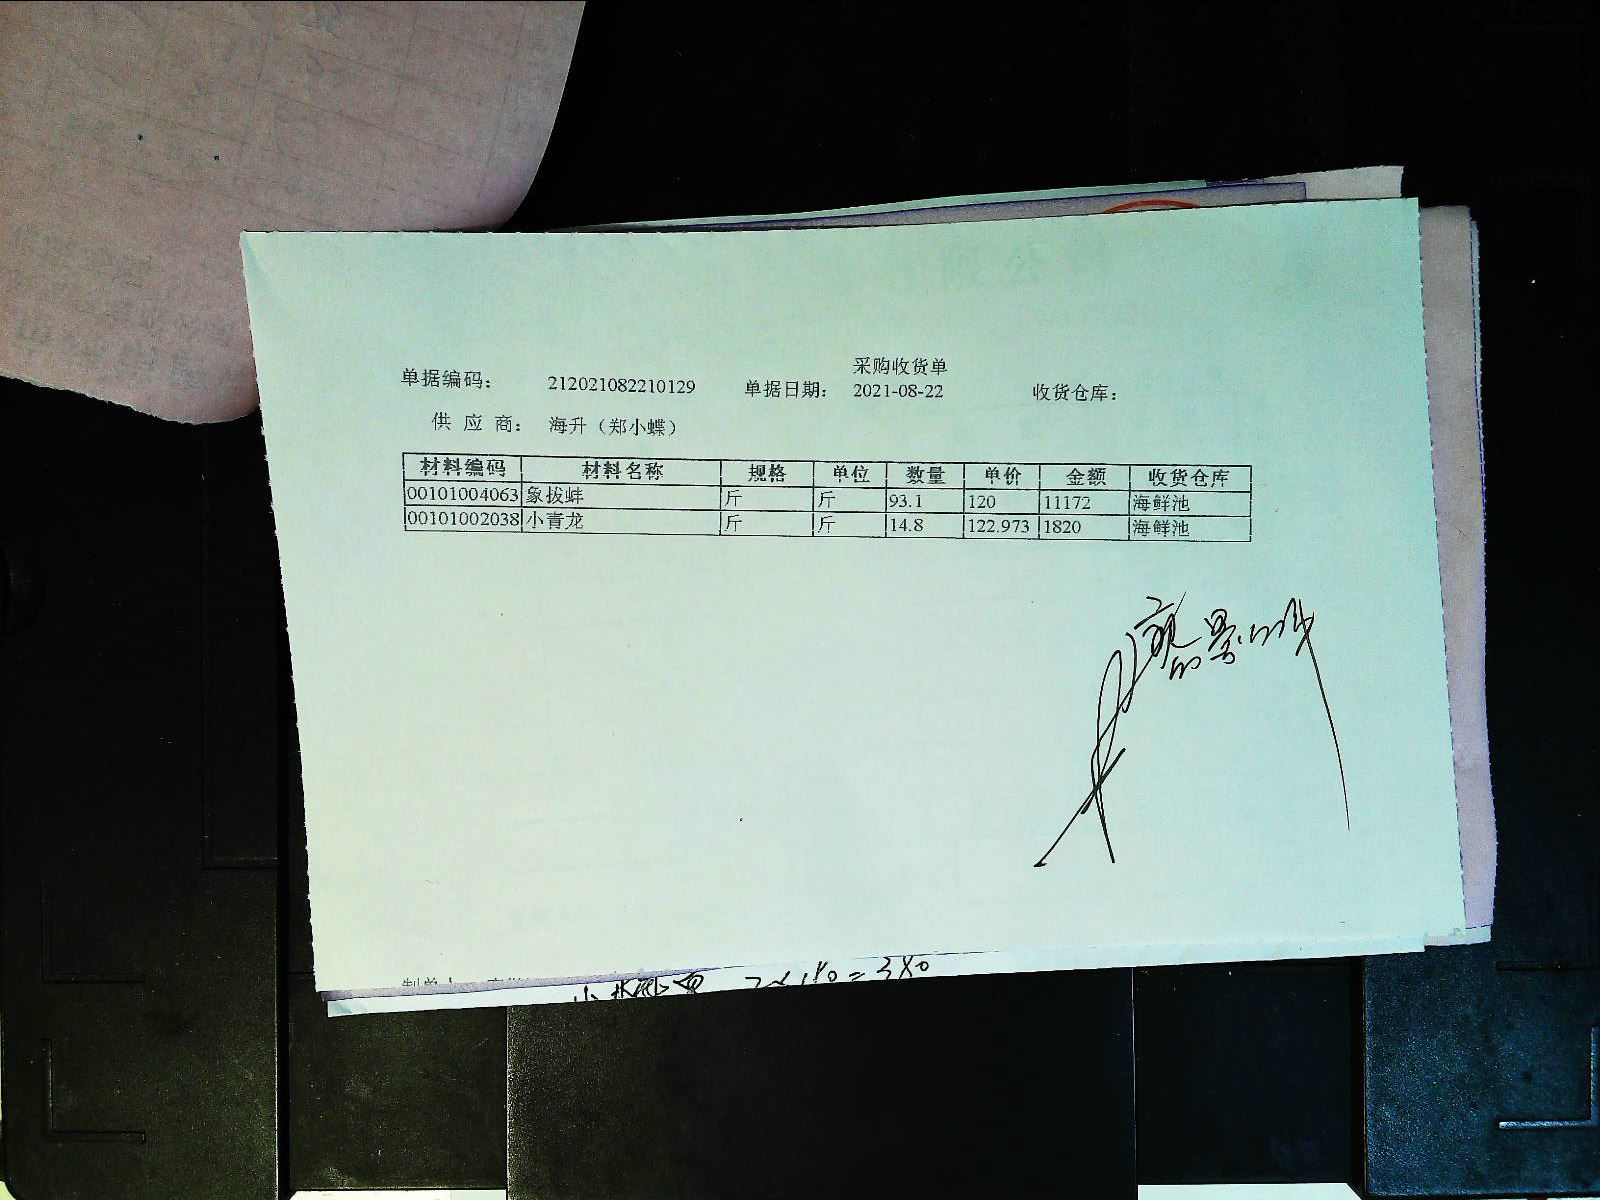 采购收货单
单据编码： 212021082210129 单据日期： 2021-08-22 收货仓库：
供 应 商： 海升（郑小蝶）
材料编码 材料名称 规格 单位 数量 单价 金额 收货仓库
00101004063 象拔蚌 斤 斤 93.1 120 11172 海鲜池
00101002038 小青龙 斤 斤 14.8 122.973 1820 海鲜池